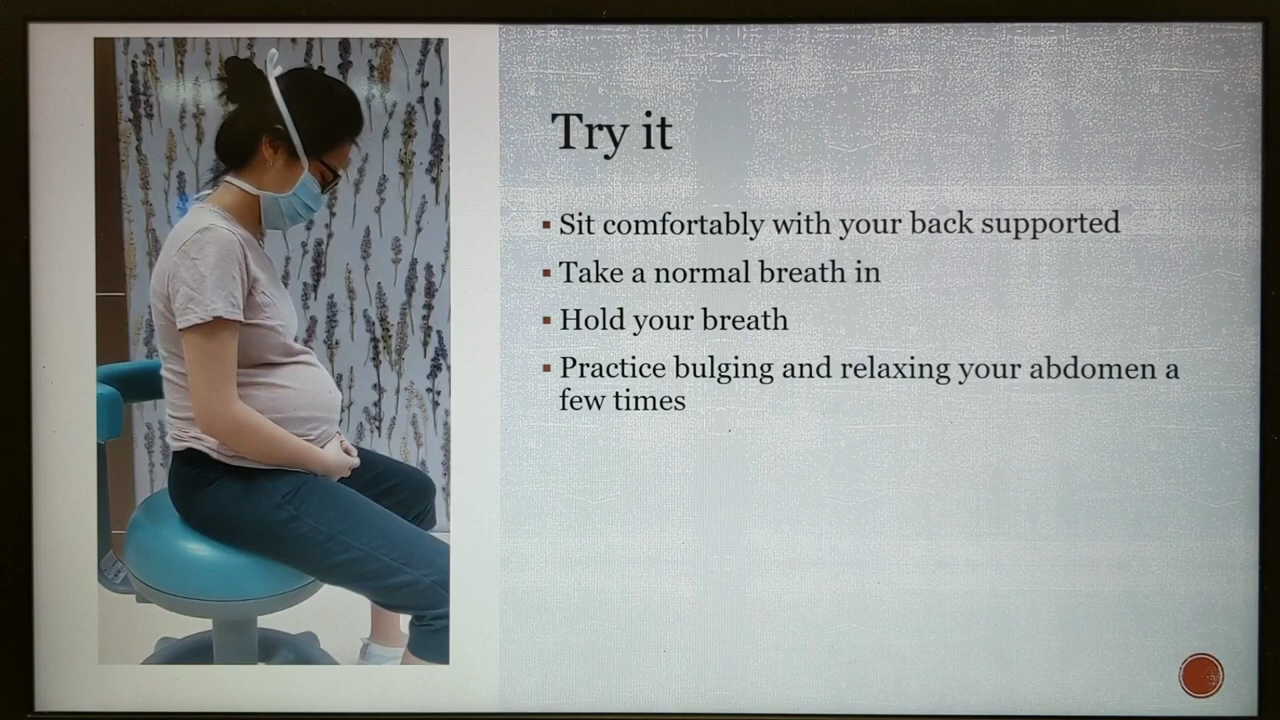 Try it
▪ Sit comfortably with your back supported
▪ Take a normal breath in
▪ Hold your breath
▪ Practice bulging and relaxing your abdomen a
few times